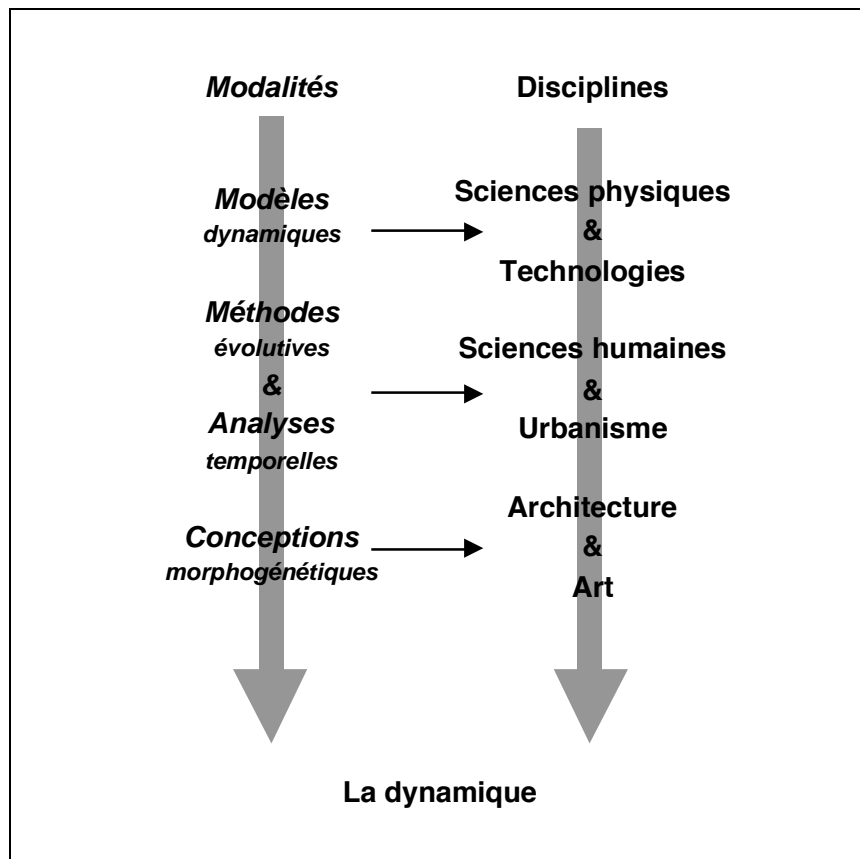 Modalités
Disciplines
Modèles
dynamiques
Sciences physiques
&
Technologies
Méthodes
évolutives
&
Analyses
temporelles
Sciences humaines
&
Urbanisme
Conceptions
morphogénétiques
Architecture
&
Art
La dynamique